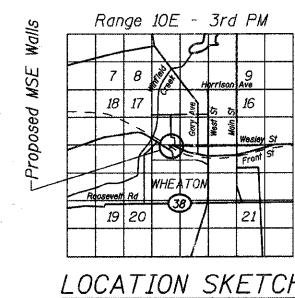 Range 10E - 3rd PM
Proposed MSE Walls
7 8 9
Winfield
Creek
Harrison Ave
18 17 16
Gary Ave
West St
Main St
Wesley St
Front St
WHEATON
Roosevelt Rd
38
19 20 21
LOCATION SKETCH